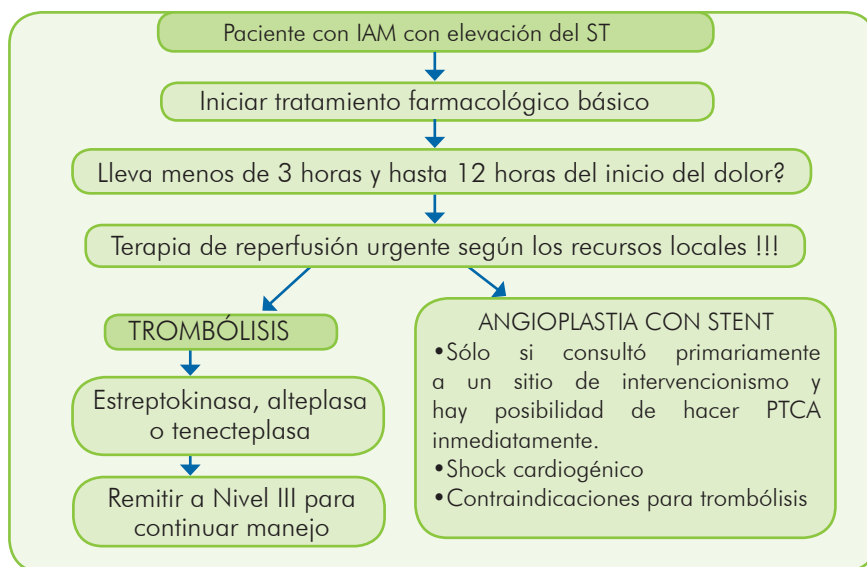 Paciente con IAM con elevación del ST
Iniciar tratamiento farmacológico básico
Lleva menos de 3 horas y hasta 12 horas del inicio del dolor?
Terapia de reperfusión urgente según los recursos locales !!!
TROMBÓLISIS
Estreptokinasa, alteplasa
o tenecteplasa
Remitir a Nivel III para
continuar manejo
ANGIOPLASTIA CON STENT
•Sólo si consultó primariamente
a un sitio de intervencionismo y
hay posibilidad de hacer PTCA
inmediatamente.
•Shock cardiogénico
•Contraindicaciones para trombólisis